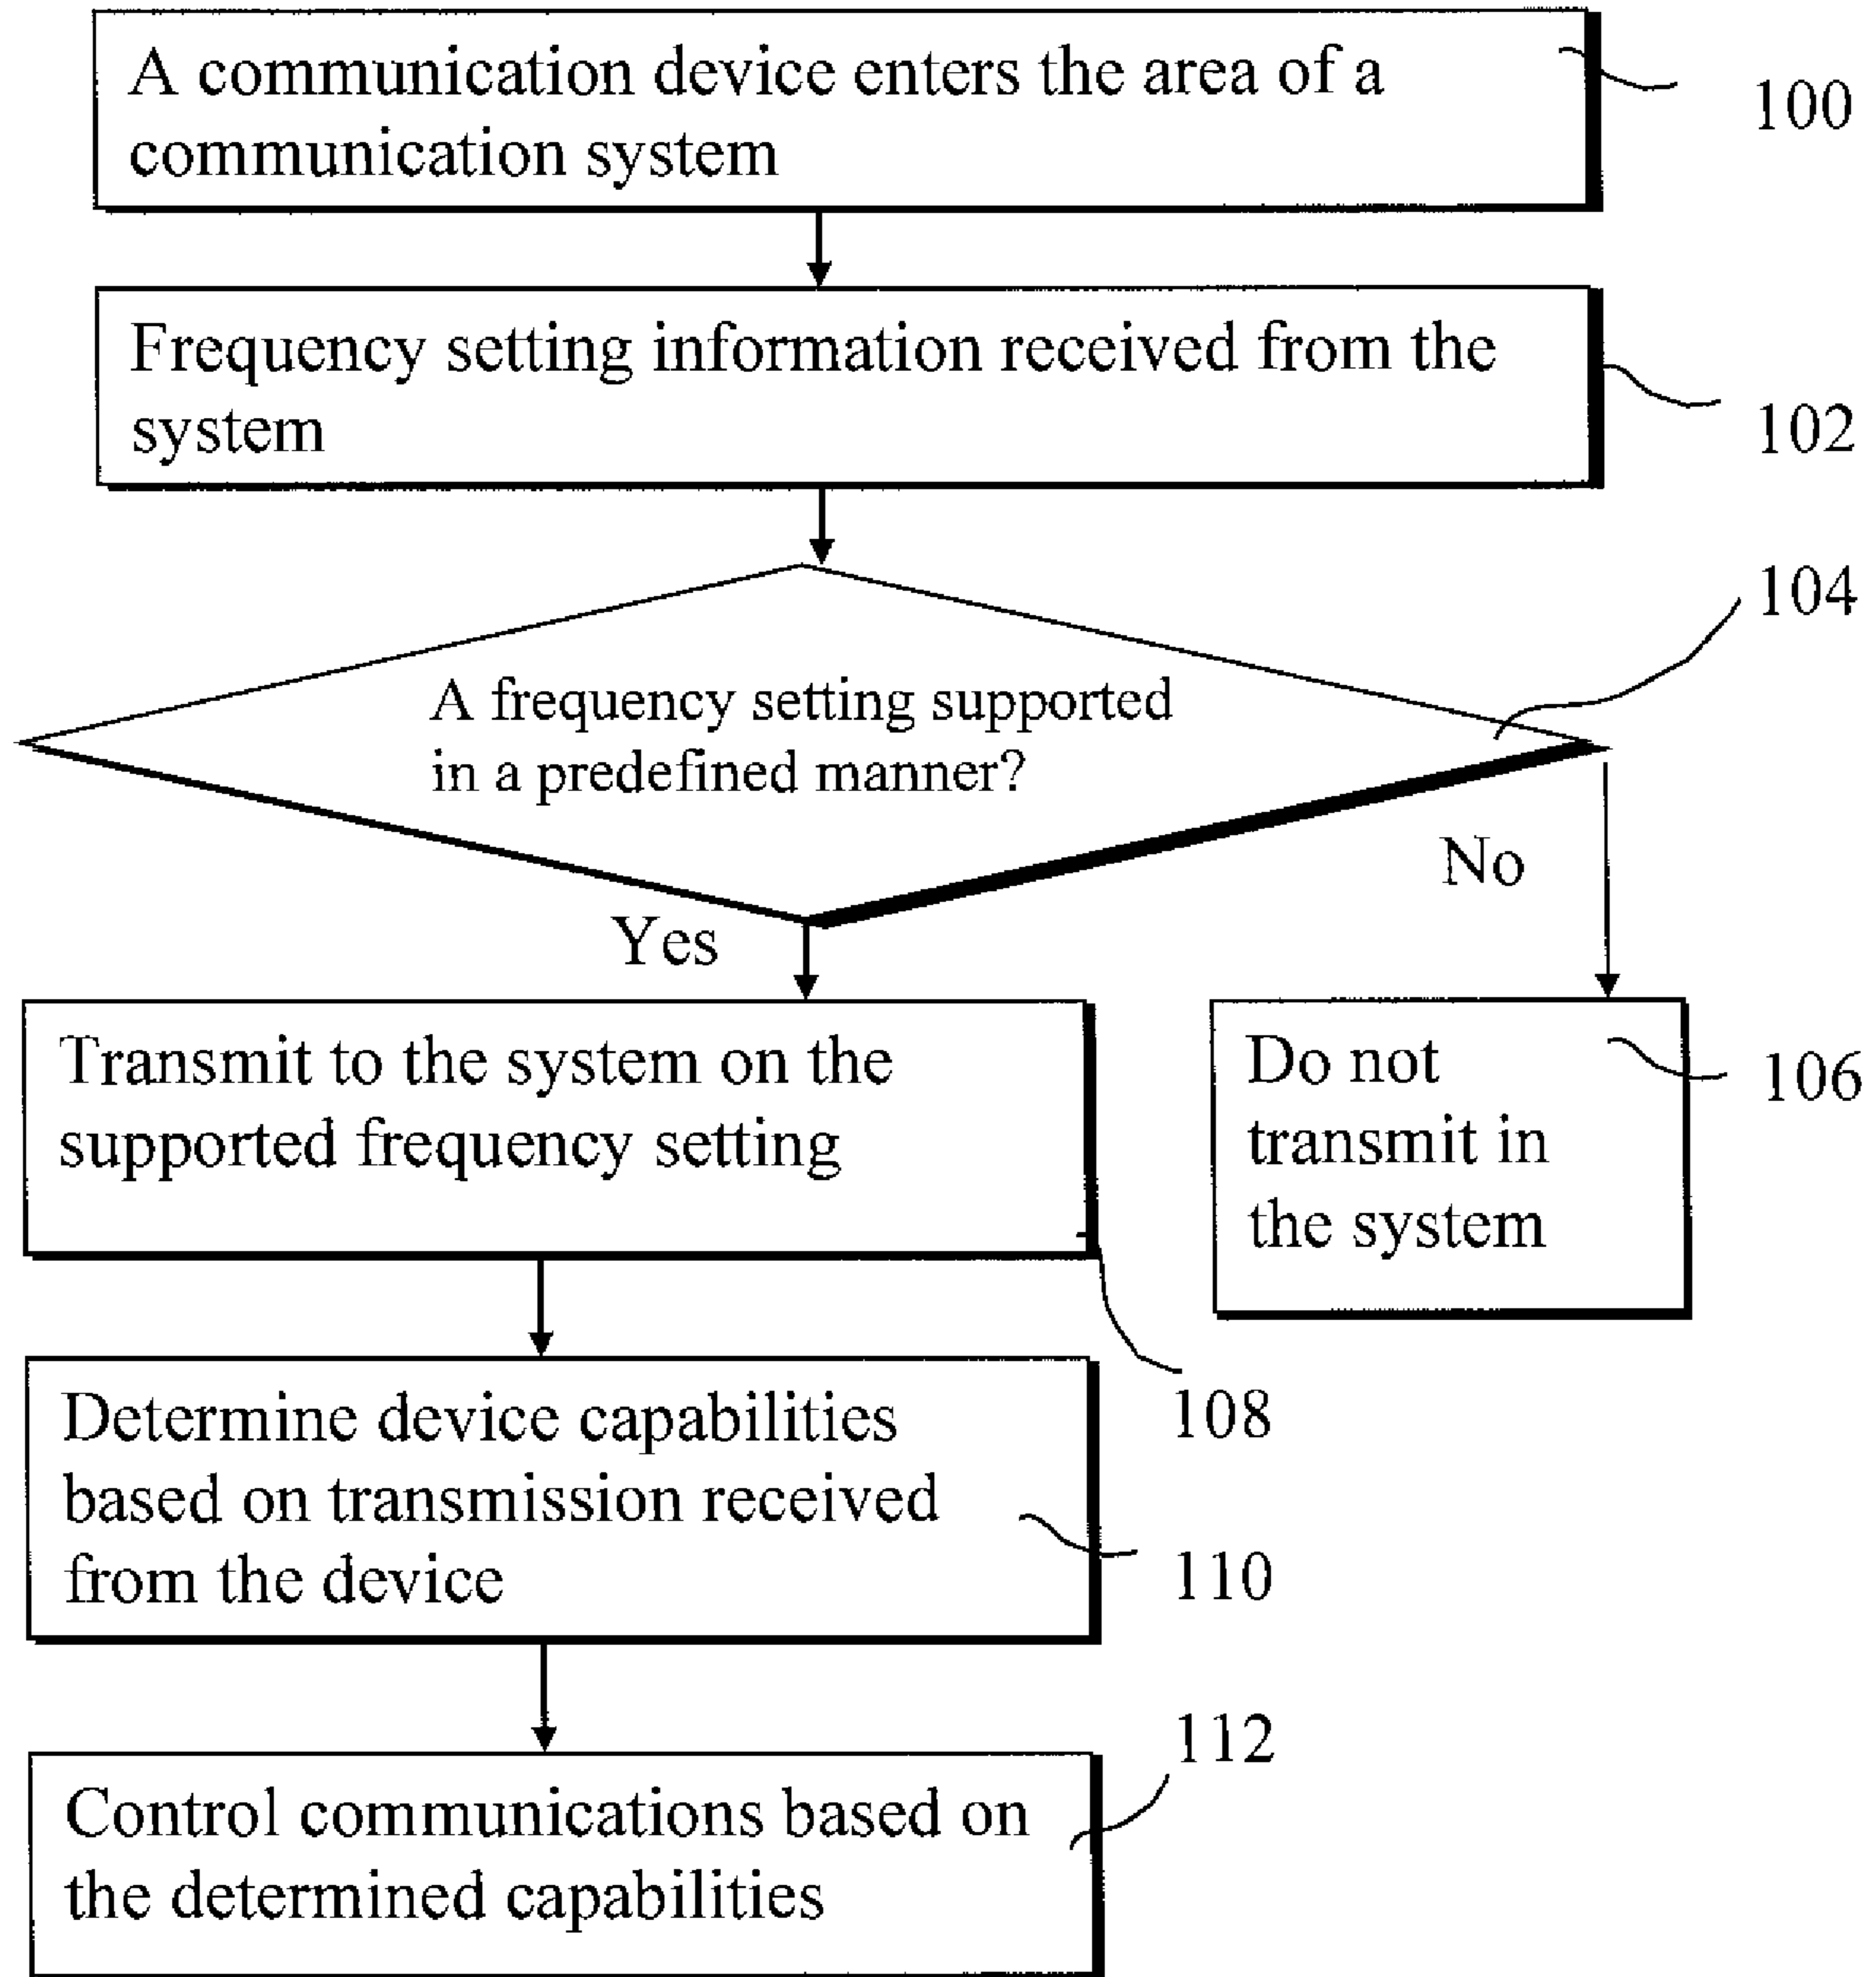 A communication device enters the area of a
communication system
100
Frequency setting information received from the
system
102
104
A frequency setting supported
in a predefined manner?
No
Yes
Transmit to the system on the
supported frequency setting
Do not
transmit in
the system
106
108
Determine device capabilities
based on transmission received
from the device
110
112
Control communications based on
the determined capabilities